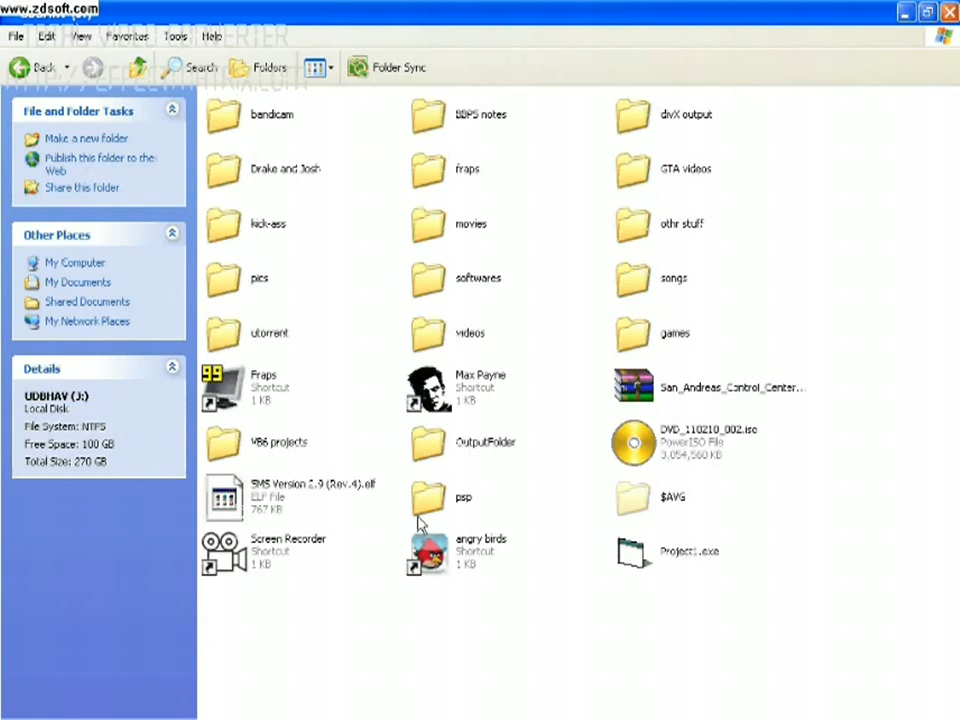 www.zdsoft.com
File Edit View Favorites Tools Help
Back Search Folders Folder Sync
File and Folder Tasks
Make a new folder
Publish this folder to the
Web
Share this folder
Other Places
My Computer
My Documents
Shared Documents
My Network Places
Details
UDBHAV (J:)
Local Disk
File System: NTFS
Free Space: 100 GB
Total Size: 270 GB
bandicam
divX output
Drake and Josh
fraps
GTA videos
kick-ass
movies
othr stuff
pics
softwares
songs
utorrent
videos
games
99
Fraps
Shortcut
1 KB
Max Payne
Shortcut
1 KB
San_Andreas_Control_Center...
VB6 projects
OutputFolder
DVD_110210_002.iso
PowerISO File
3,054,560 KB
SMS Version 2.9 (Rev.4).elf
ELF File
767 KB
psp
$AVG
Screen Recorder
Shortcut
1 KB
angry birds
Shortcut
1 KB
Project1.exe